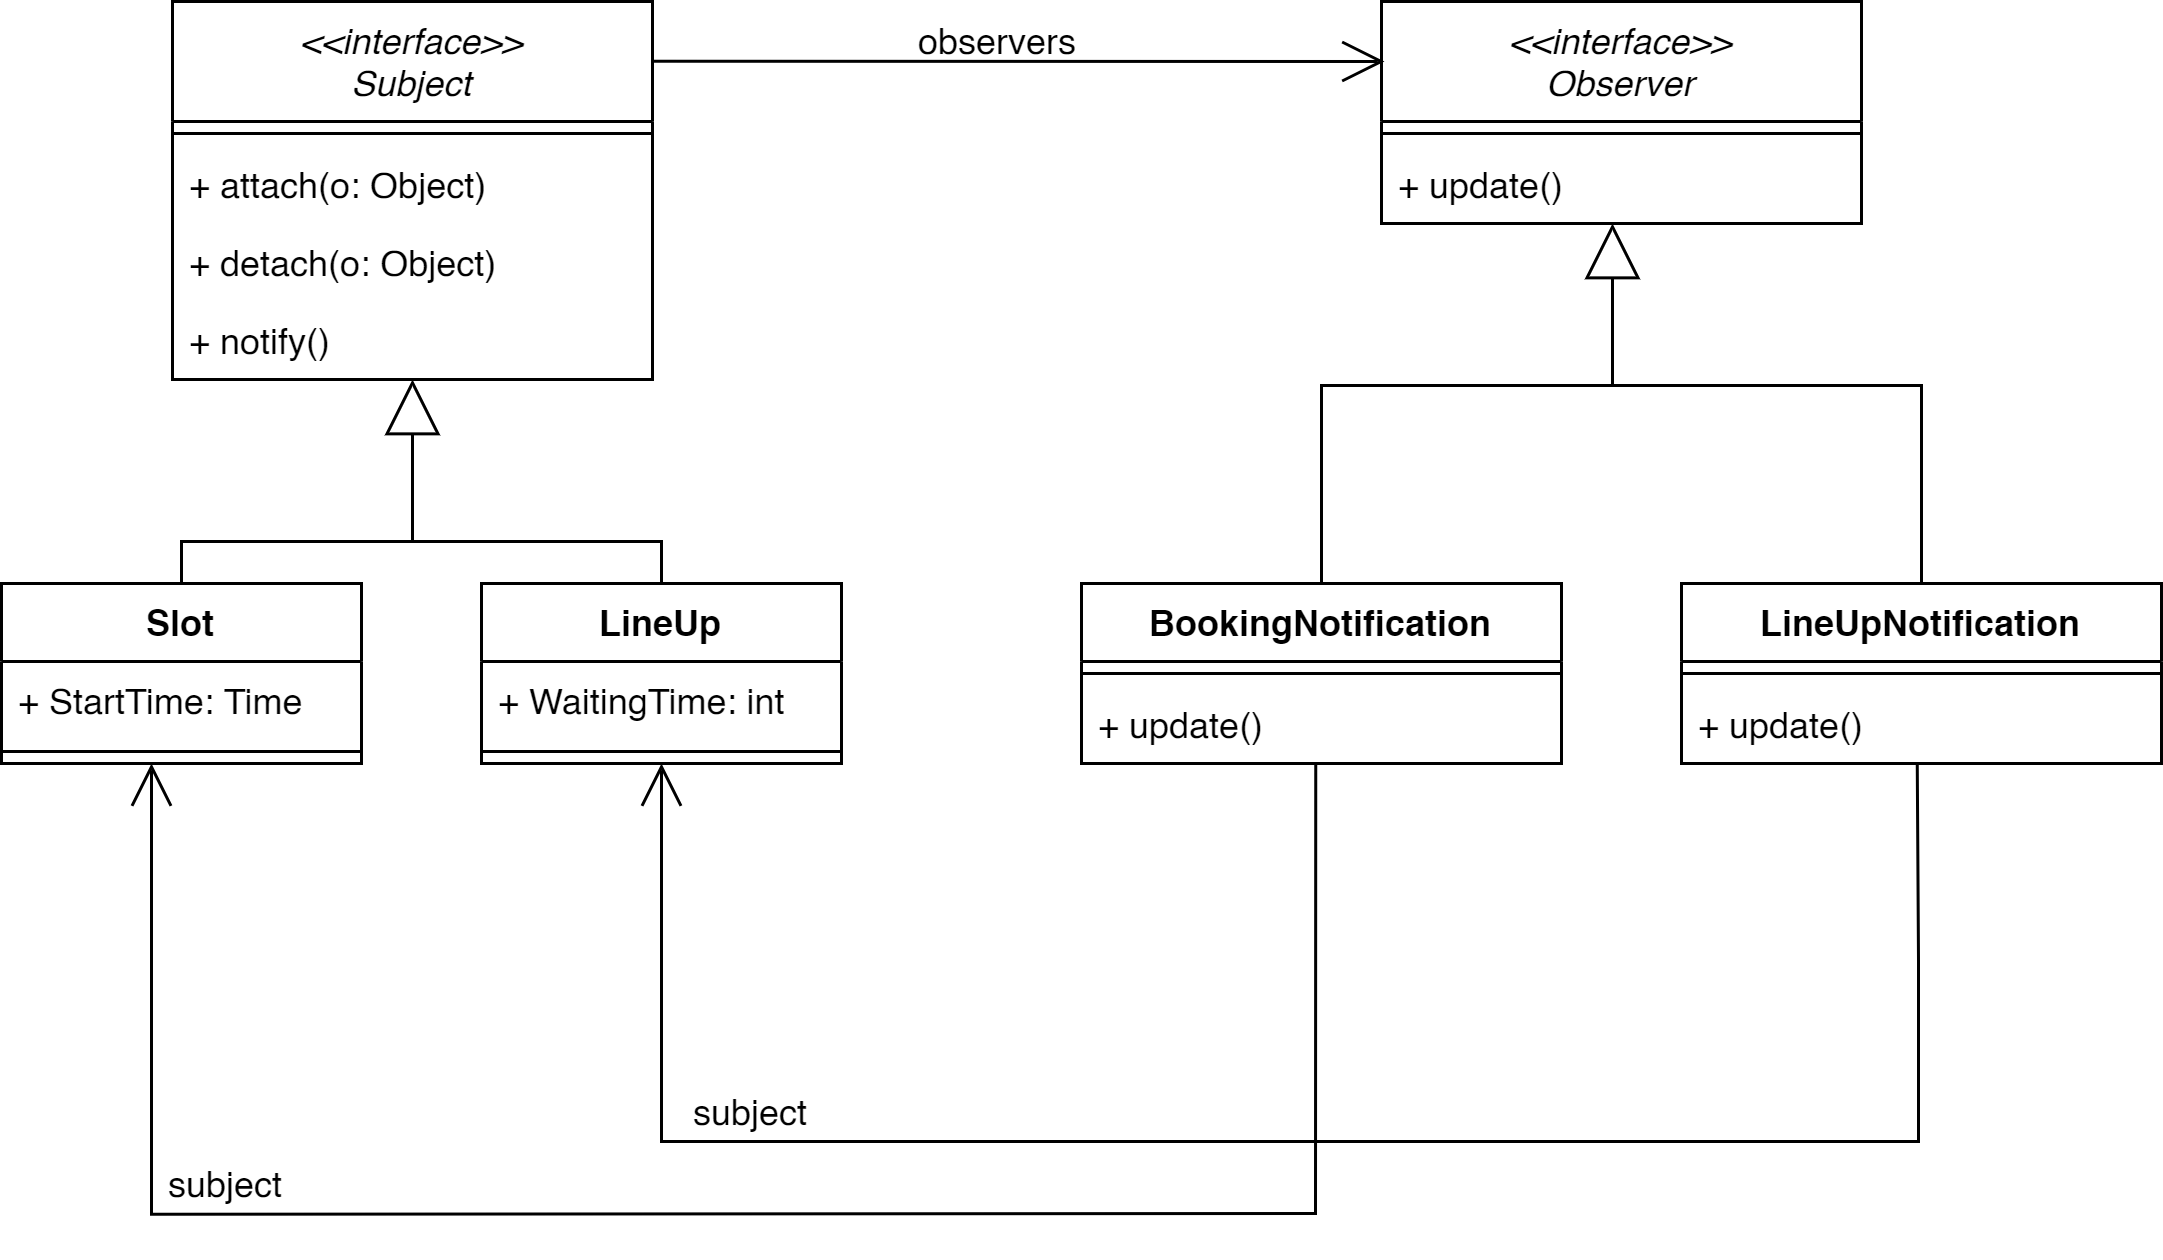 <<interface>>
Subject
+ attach(o: Object)
+ detach(o: Object)
+ notify()
observers
<<interface>>
Observer
+ update()
Slot
+ StartTime: Time
LineUp
+ WaitingTime: int
BookingNotification
+ update()
LineUpNotification
+ update()
subject
subject